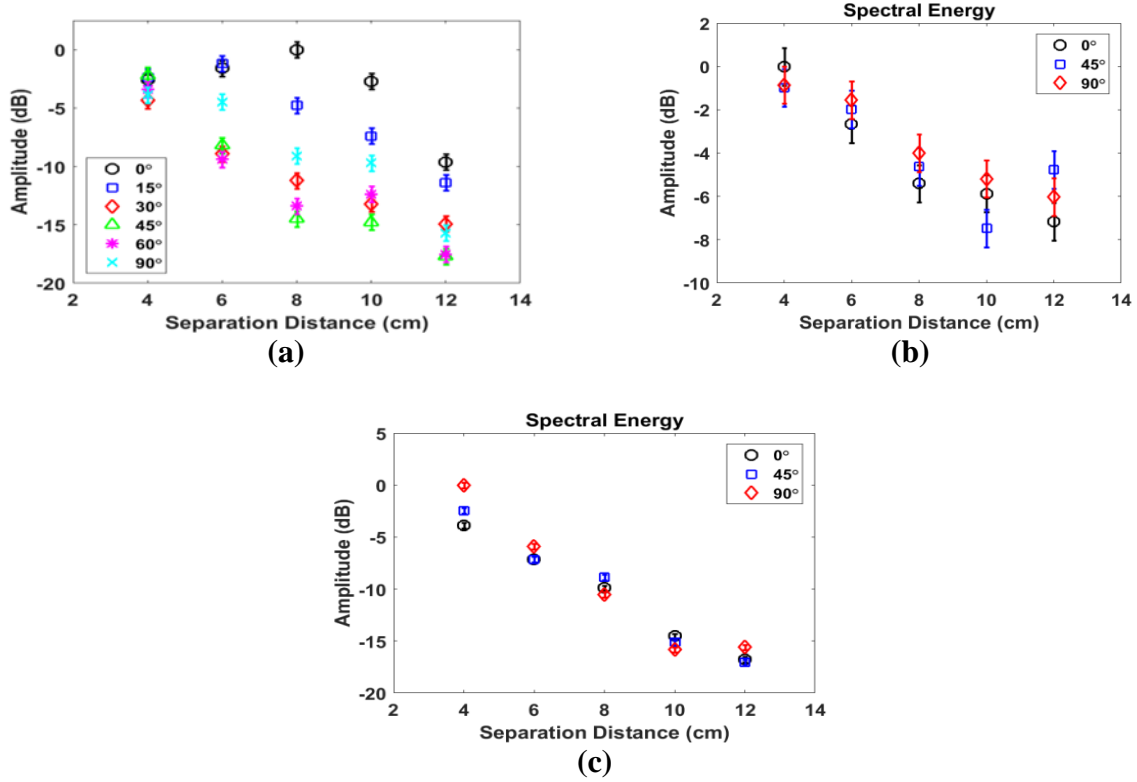 0
-5
-10
-15
-20
Amplitude (dB)
0°
15°
30°
45°
60°
90°
2 4 6 8 10 12 14
Separation Distance (cm)
(a)
Spectral Energy
2
0
-2
-4
-6
-8
-10
Amplitude (dB)
0°
45°
90°
2 4 6 8 10 12 14
Separation Distance (cm)
(b)
Spectral Energy
5
0
-5
-10
-15
-20
Amplitude (dB)
0°
45°
90°
2 4 6 8 10 12 14
Separation Distance (cm)
(c)